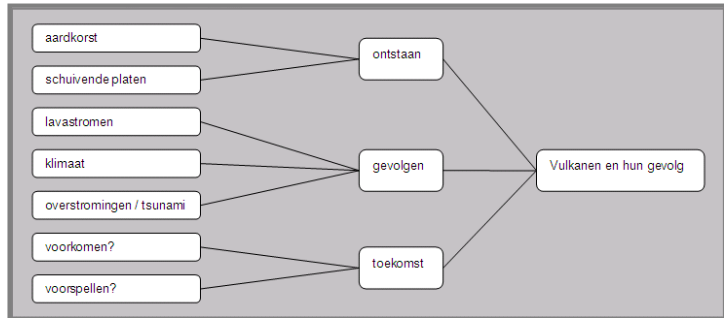 aardkorst
schuivende platen
lavastromen
klimaat
overstromingen / tsunami
voorkomen?
voorspellen?
ontstaan
gevolgen
toekomst
Vulkanen en hun gevolg